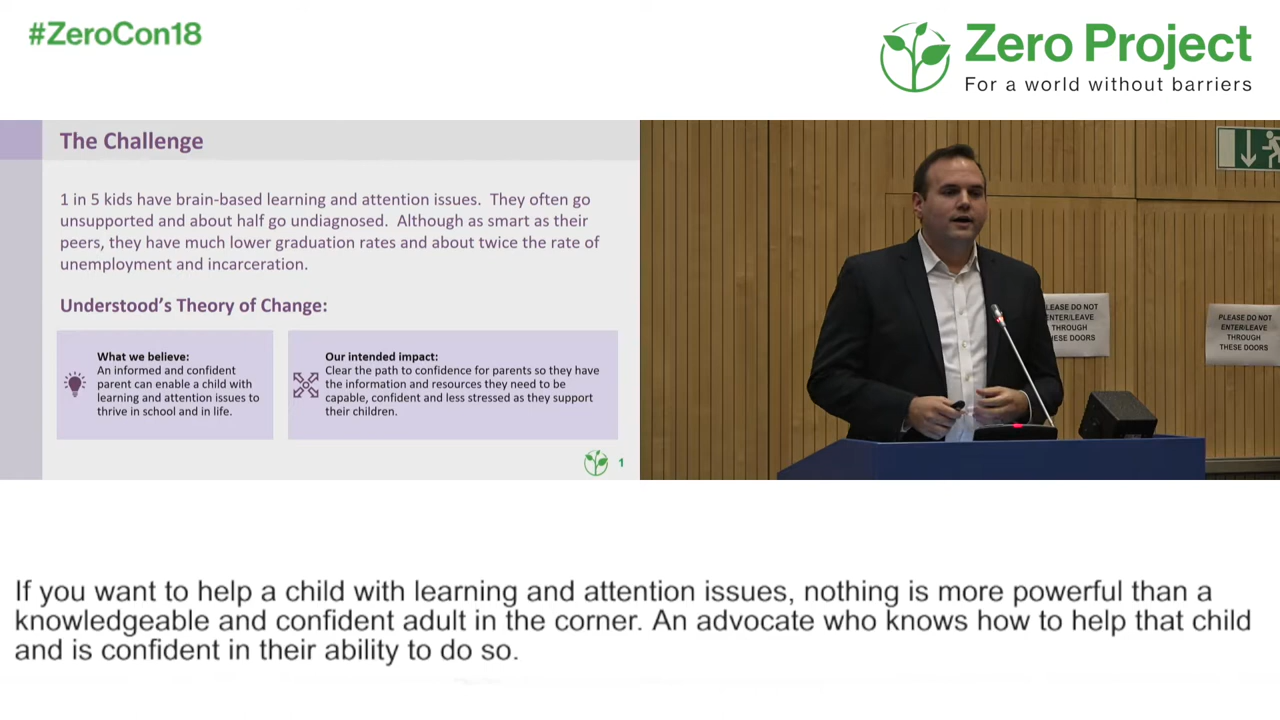 #ZeroCon18
Zero Project
For a world without barriers
The Challenge
1 in 5 kids have brain-based learning and attention issues. They often go
unsupported and about half go undiagnosed. Although as smart as their
peers, they have much lower graduation rates and about twice the rate of
unemployment and incarceration.
Understood's Theory of Change:
What we believe:
An informed and confident
parent can enable a child with
learning and attention issues to
thrive in school and in life.
Our intended impact:
Clear the path to confidence for parents so they have
the information and resources they need to be
capable, confident and less stressed as they support
their children.
1
PLEASE DO NOT
ENTER/LEAVE
THROUGH
THESE DOORS
PLEASE DO NOT
ENTER/LEAVE
THROUGH
THESE DOORS
If you want to help a child with learning and attention issues, nothing is more powerful than a
knowledgeable and confident adult in the corner. An advocate who knows how to help that child
and is confident in their ability to do so.